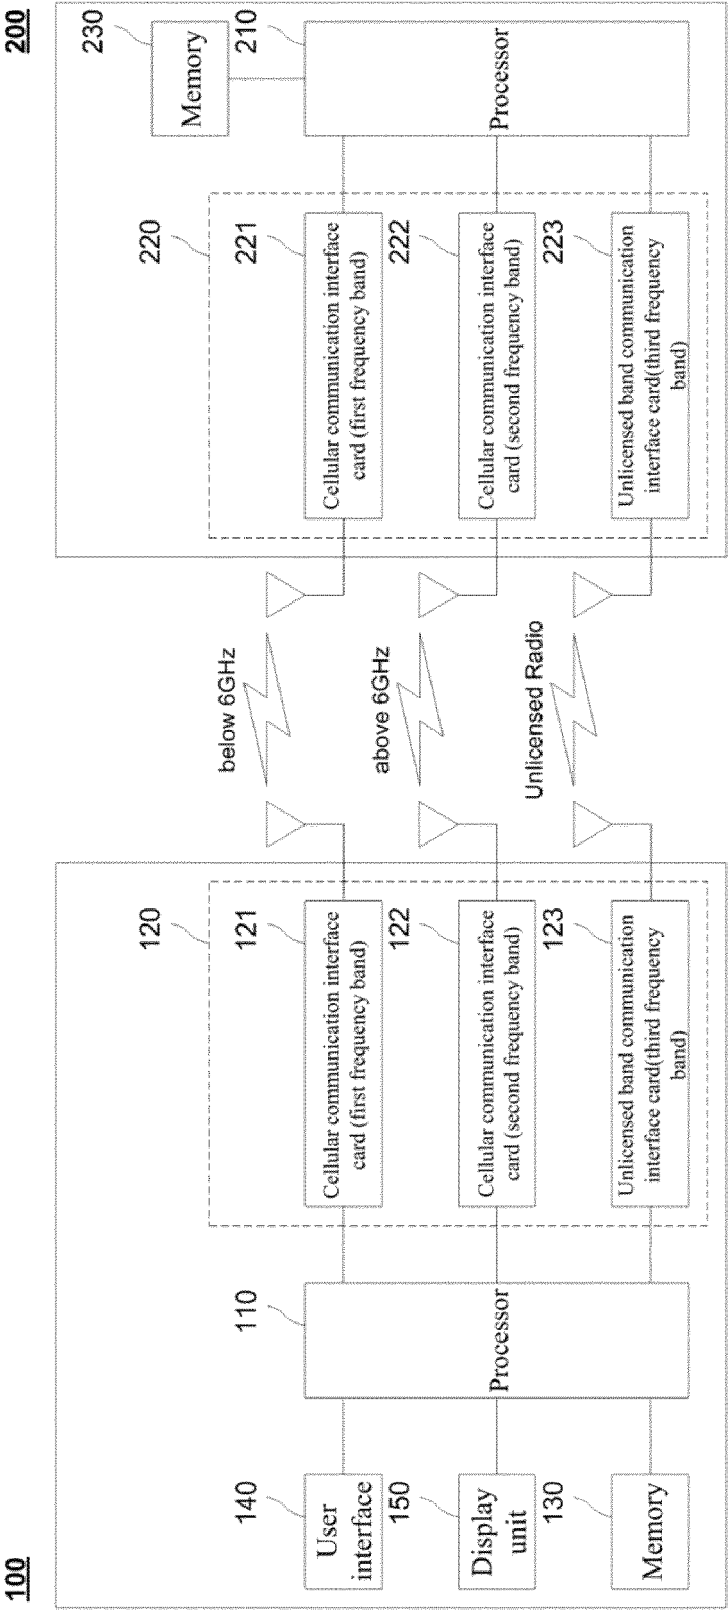 100
200
140
User
interface
150
Display
unit
130
Memory
110
Processor
120
121
Cellular communication interface
card (first frequency band)
122
Cellular communication interface
card (second frequency band)
123
Unlicensed band communication
interface card(third frequency
band)
below 6GHz
above 6GHz
Unlicensed Radio
220
221
Cellular communication interface
card (first frequency band)
222
Cellular communication interface
card (second frequency band)
223
Unlicensed band communication
interface card(third frequency
band)
230
Memory
210
Processor